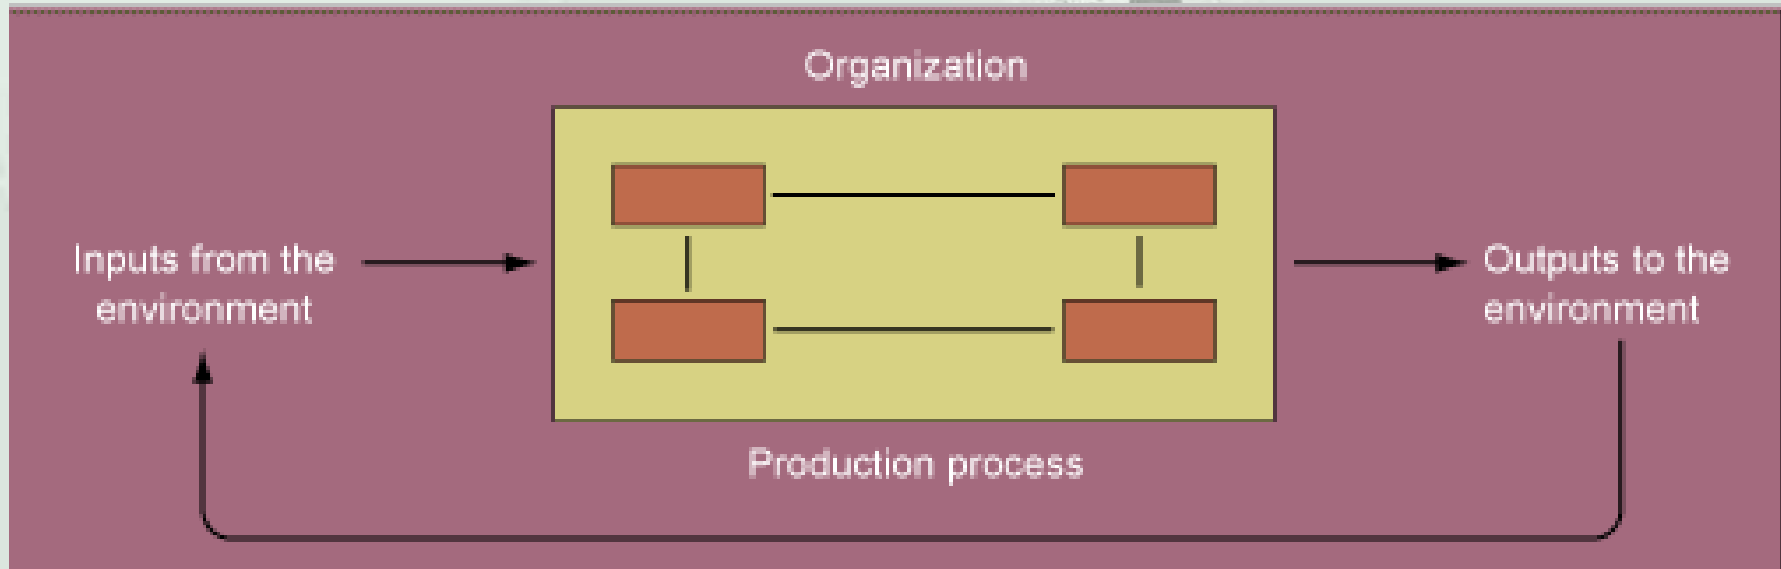 Organization
Inputs from the
environment
Outputs to the
environment
Production process